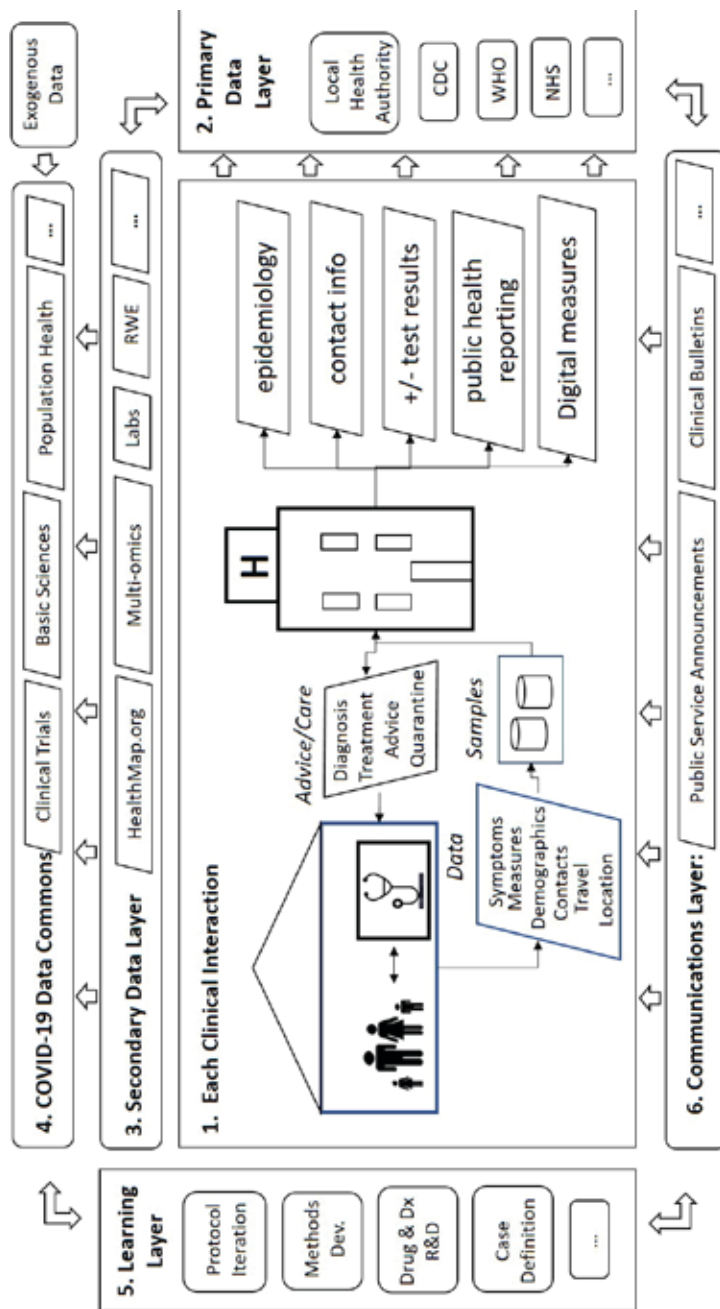 4. COVID-19 Data Commons
Clinical Trials
Basic Sciences
Population Health
...
Exogenous
Data
3. Secondary Data Layer
HealthMap.org
Multi-omics
Labs
RWE
...
5. Learning
Layer
Protocol
Iteration
Methods
Dev.
Drug & Dx
R&D
Case
Definition
...
1. Each Clinical Interaction
Advice/Care
Diagnosis
Treatment
Advice
Quarantine
Data
Symptoms
Measures
Demographics
Contacts
Travel
Location
Samples
H
epidemiology
contact info
+/- test results
public health
reporting
Digital measures
2. Primary
Data
Layer
Local
Health
Authority
CDC
WHO
NHS
...
6. Communications Layer:
Public Service Announcements
Clinical Bulletins
...